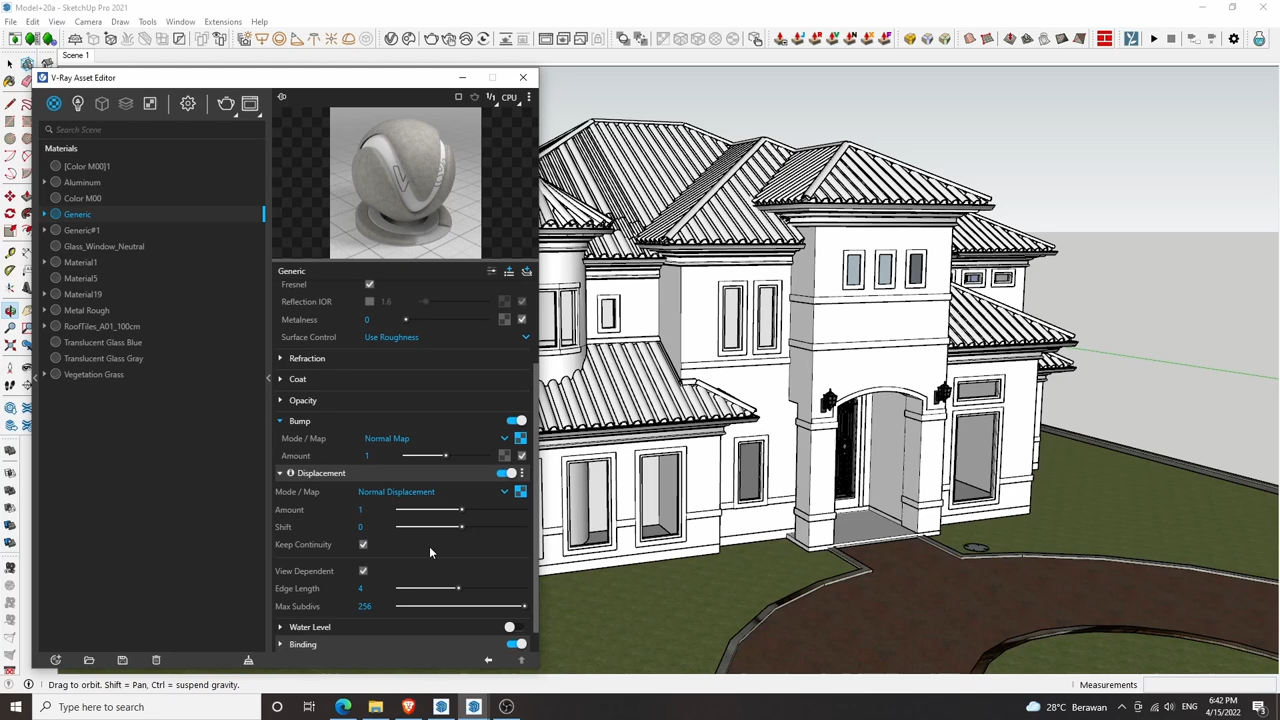 Model+20a - SketchUp Pro 2021
File Edit View Camera Draw Tools Window Extensions Help
Scene 1
V-Ray Asset Editor
1/1 CPU
Search Scene
Materials
[Color M00]1
Aluminum
Color M00
Generic
Generic#1
Glass_Window_Neutral
Material1
Material5
Material19
Metal Rough
RoofTiles_A01_100cm
Translucent Glass Blue
Translucent Glass Gray
Vegetation Grass
Generic
Fresnel
Reflection IOR 1.6
Metalness 0
Surface Control Use Roughness
Refraction
Coat
Opacity
Bump
Mode / Map Normal Map
Amount 1
Displacement
Mode / Map Normal Displacement
Amount 1
Shift 0
Keep Continuity
View Dependent
Edge Length 4
Max Subdivs 256
Water Level
Binding
Drag to orbit. Shift = Pan, Ctrl = suspend gravity.
Measurements
Type here to search
28°C Berawan
ENG
6:42 PM
4/15/2022